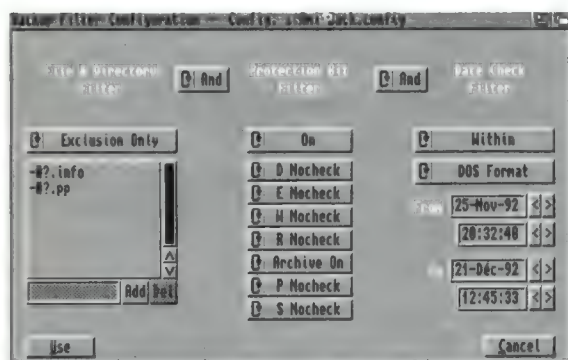 Backup Filter Configuration -- Config:
File & Directory Filter
And
Protection Bit Filter
And
Date Check Filter
Exclusion Only
-#?.info
-#?.pp
Add
Del
On
D Nocheck
E Nocheck
W Nocheck
R Nocheck
Archive On
P Nocheck
S Nocheck
Within
DOS Format
From
25-Nov-92
< >
20:32:40
< >
To
21-Déc-92
< >
12:45:33
< >
Use
Cancel